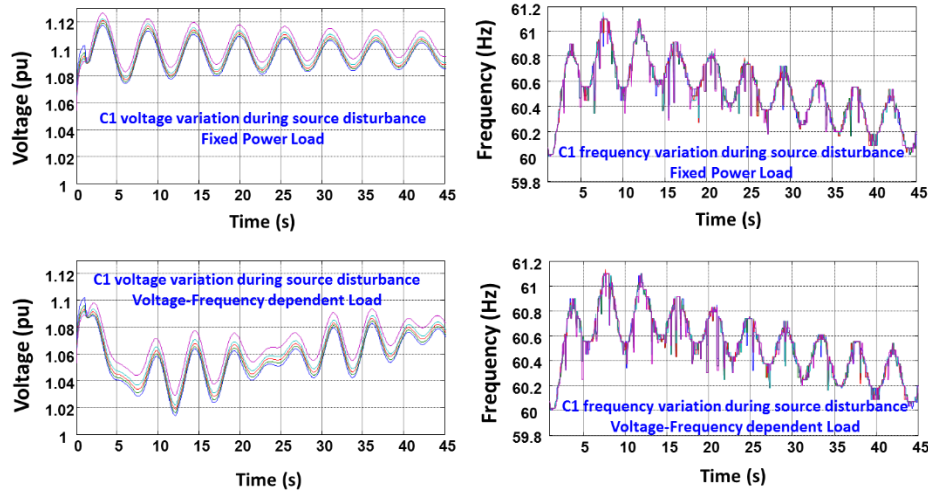 Voltage (pu)
1.12
1.10
1.08
1.06
1.04
1.02
1
C1 voltage variation during source disturbance
Fixed Power Load
0 5 10 15 20 25 30 35 40 45
Time (s)
Frequency (Hz)
61.2
61
60.8
60.6
60.4
60.2
60
59.8
C1 frequency variation during source disturbance
Fixed Power Load
5 10 15 20 25 30 35 40 45
Time (s)
Voltage (pu)
1.12
1.10
1.08
1.06
1.04
1.02
1
C1 voltage variation during source disturbance
Voltage-Frequency dependent Load
0 5 10 15 20 25 30 35 40 45
Time (s)
Frequency (Hz)
61.2
61
60.8
60.6
60.4
60.2
60
59.8
C1 frequency variation during source disturbance
Voltage-Frequency dependent Load
5 10 15 20 25 30 35 40 45
Time (s)